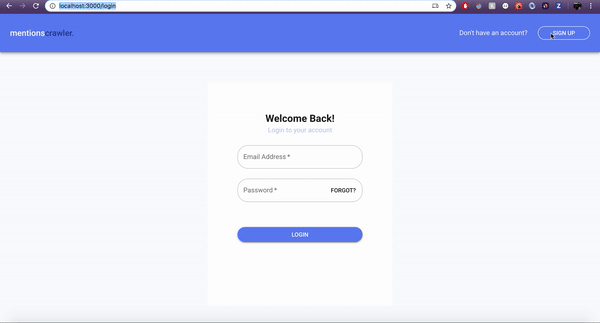 localhost:3000/login
mentionscrawler.
Don't have an account?
SIGN UP
Welcome Back!
Login to your account
Email Address *
Password *
FORGOT?
LOGIN